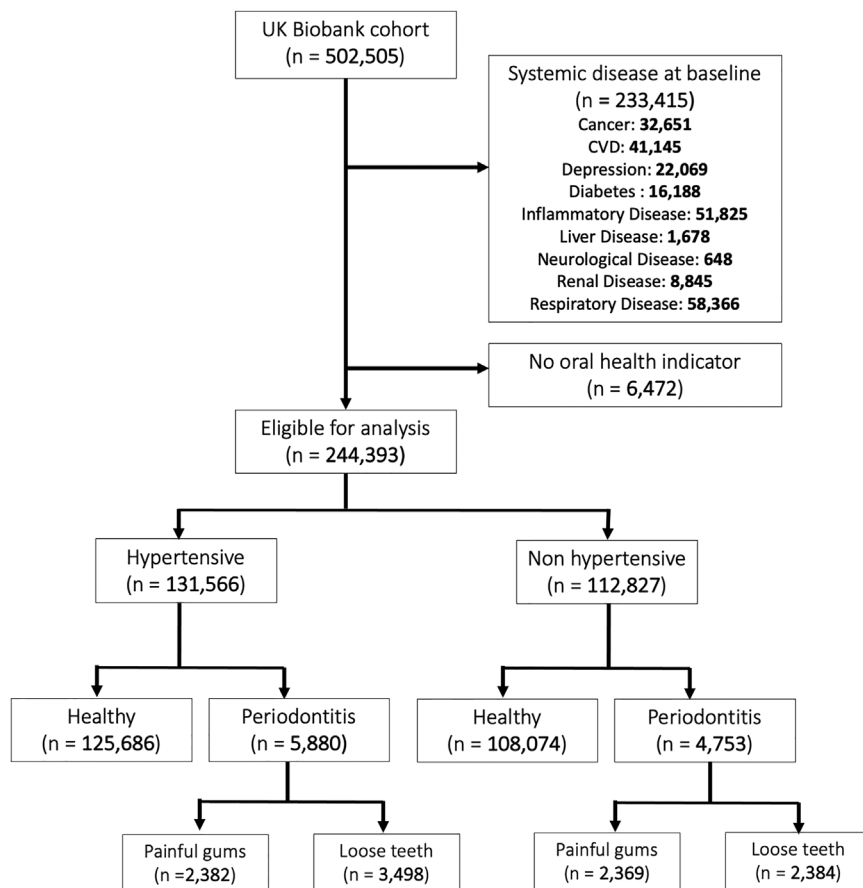 UK Biobank cohort
(n = 502,505)
Systemic disease at baseline
(n = 233,415)
Cancer: 32,651
CVD: 41,145
Depression: 22,069
Diabetes : 16,188
Inflammatory Disease: 51,825
Liver Disease: 1,678
Neurological Disease: 648
Renal Disease: 8,845
Respiratory Disease: 58,366
No oral health indicator
(n = 6,472)
Eligible for analysis
(n = 244,393)
Hypertensive
(n = 131,566)
Non hypertensive
(n = 112,827)
Healthy
(n = 125,686)
Periodontitis
(n = 5,880)
Healthy
(n = 108,074)
Periodontitis
(n = 4,753)
Painful gums
(n =2,382)
Loose teeth
(n = 3,498)
Painful gums
(n = 2,369)
Loose teeth
(n = 2,384)